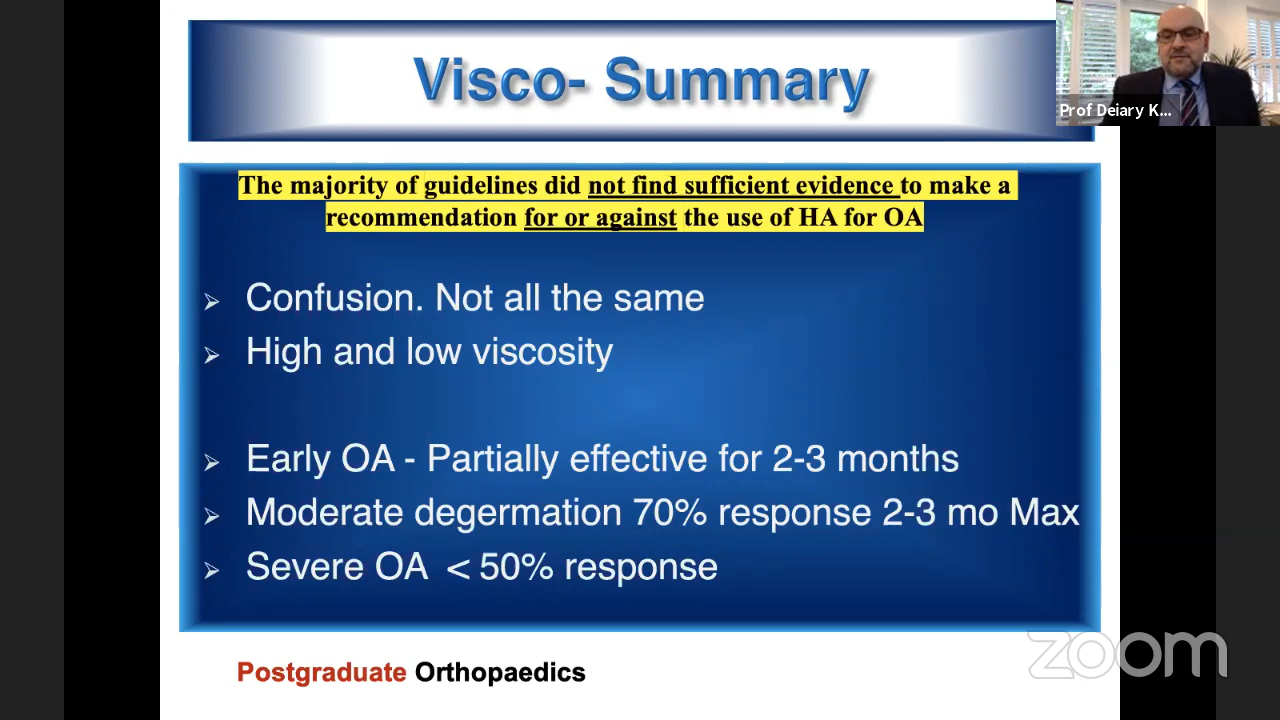 Visco- Summary
Prof Deiary K...
The majority of guidelines did not find sufficient evidence to make a
recommendation for or against the use of HA for OA
➢ Confusion. Not all the same
➢ High and low viscosity
➢ Early OA - Partially effective for 2-3 months
➢ Moderate degermation 70% response 2-3 mo Max
➢ Severe OA < 50% response
Postgraduate Orthopaedics
zoom